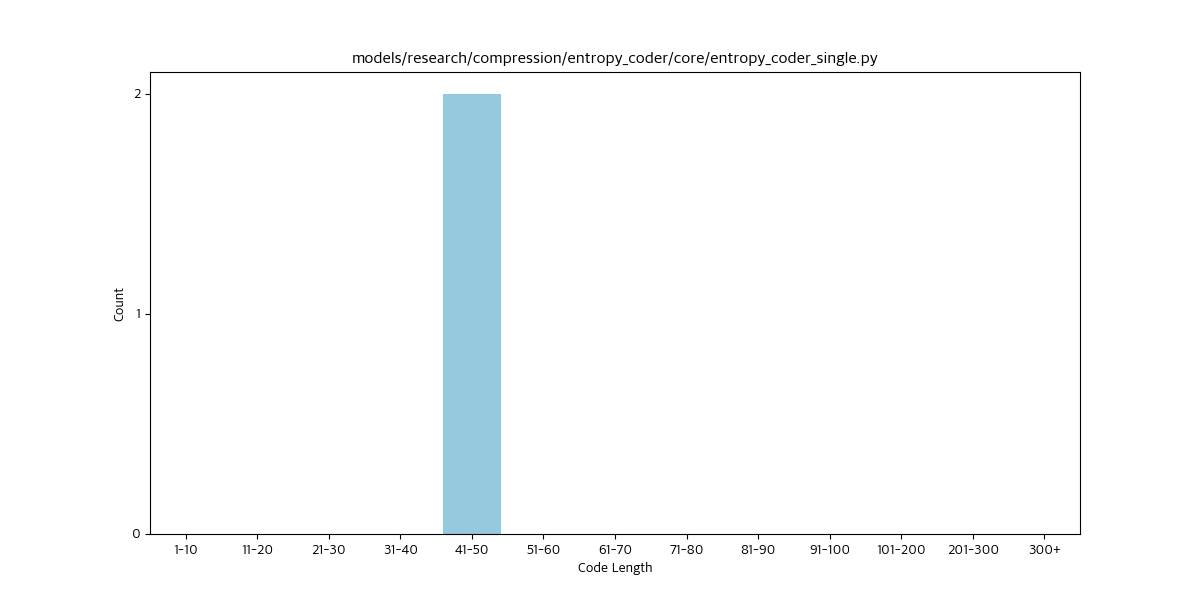 models/research/compression/entropy_coder/core/entropy_coder_single.py
Count
2
1
0
1-10 11-20 21-30 31-40 41-50 51-60 61-70 71-80 81-90 91-100 101-200 201-300 300+
Code Length